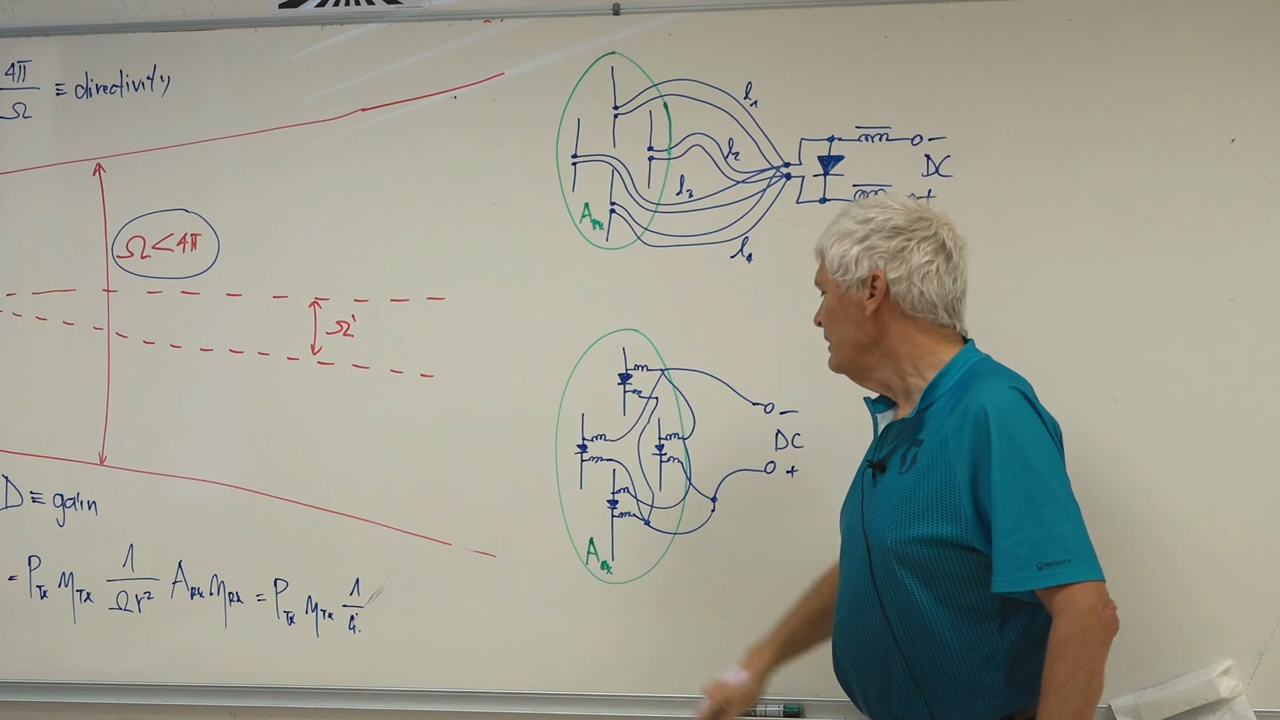 4π/Ω ≡ directivity
Ω<4π
Ω'
D ≡ gain
= P_Tx η_Tx 1/(Ωr²) A_Rx η_Rx = P_Tx η_Tx 1/4
l₁
l₂
l₃
l₄
A_Rx
−
DC
+
−
DC
+
A_Rx